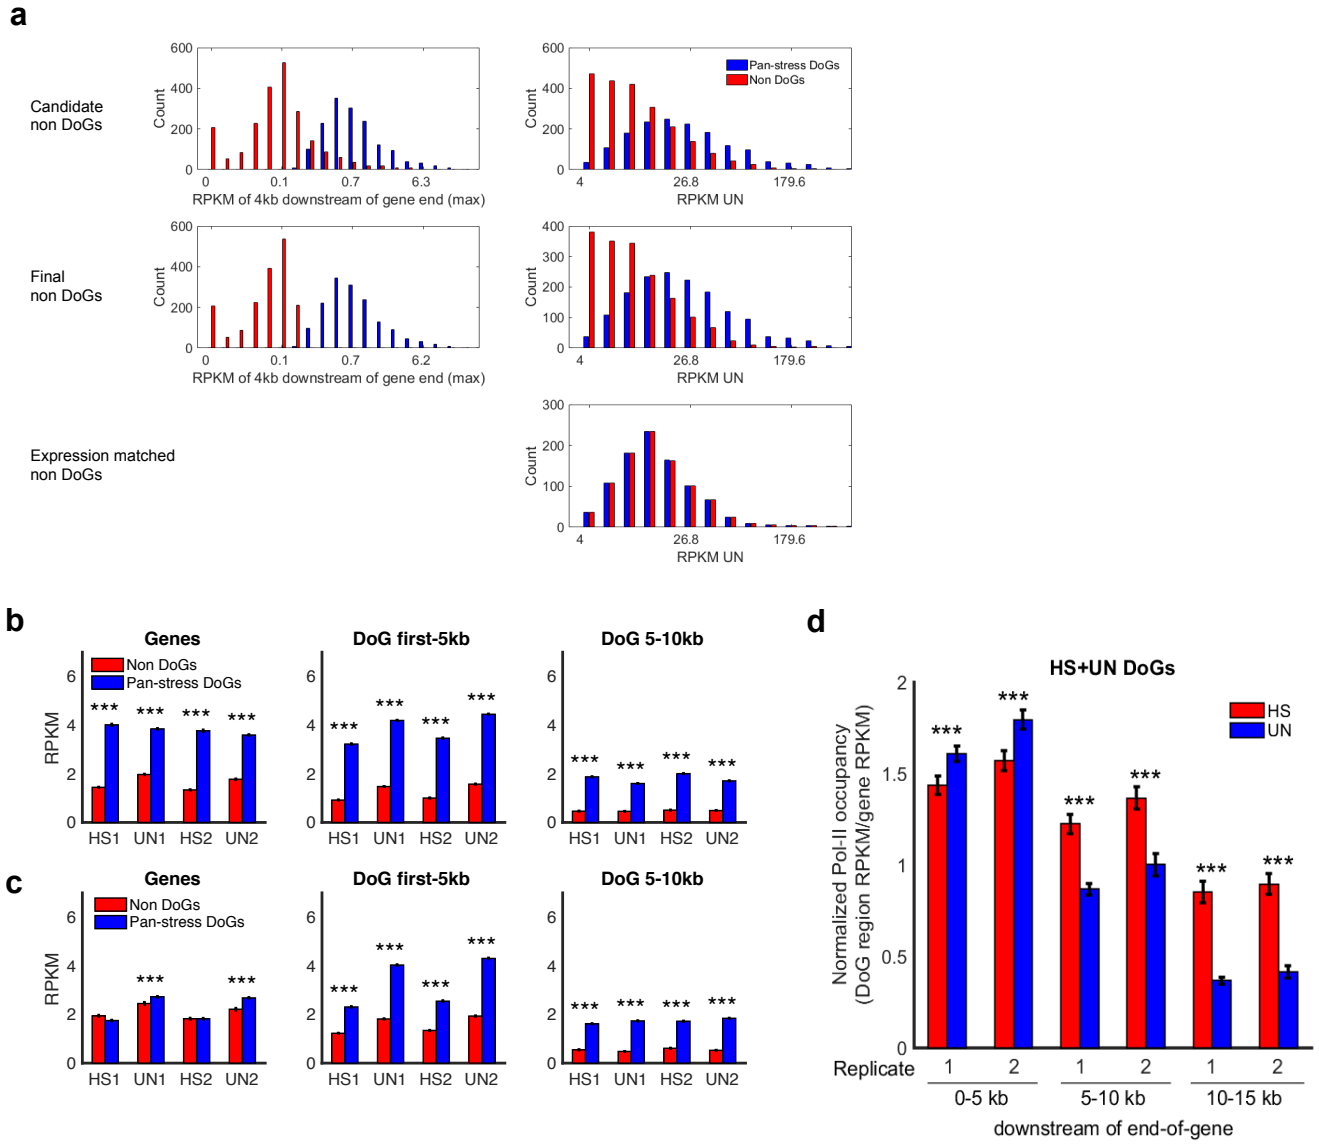 a
Candidate
non DoGs
Count
600
400
200
0
0 0.1 0.7 6.3
RPKM of 4kb downstream of gene end (max)
Count
600
400
200
0
4 26.8 179.6
RPKM UN
Pan-stress DoGs
Non DoGs
Final
non DoGs
Count
600
400
200
0
0 0.1 0.7 6.2
RPKM of 4kb downstream of gene end (max)
Count
400
300
200
100
0
4 26.8 179.6
RPKM UN
Expression matched
non DoGs
Count
300
200
100
0
4 26.8 179.6
RPKM UN
b
Genes
Non DoGs
Pan-stress DoGs
RPKM
6
4
2
0
*** *** *** ***
HS1 UN1 HS2 UN2
DoG first-5kb
6
4
2
0
*** *** *** ***
HS1 UN1 HS2 UN2
DoG 5-10kb
6
4
2
0
*** *** *** ***
HS1 UN1 HS2 UN2
c
Genes
Non DoGs
Pan-stress DoGs
RPKM
6
4
2
0
*** ***
HS1 UN1 HS2 UN2
DoG first-5kb
6
4
2
0
*** *** *** ***
HS1 UN1 HS2 UN2
DoG 5-10kb
6
4
2
0
*** *** *** ***
HS1 UN1 HS2 UN2
d
HS+UN DoGs
HS
UN
Normalized Pol-II occupancy
(DoG region RPKM/gene RPKM)
2
1.5
1
0.5
0
*** *** *** *** *** ***
Replicate 1 2 1 2 1 2
0-5 kb 5-10 kb 10-15 kb
downstream of end-of-gene